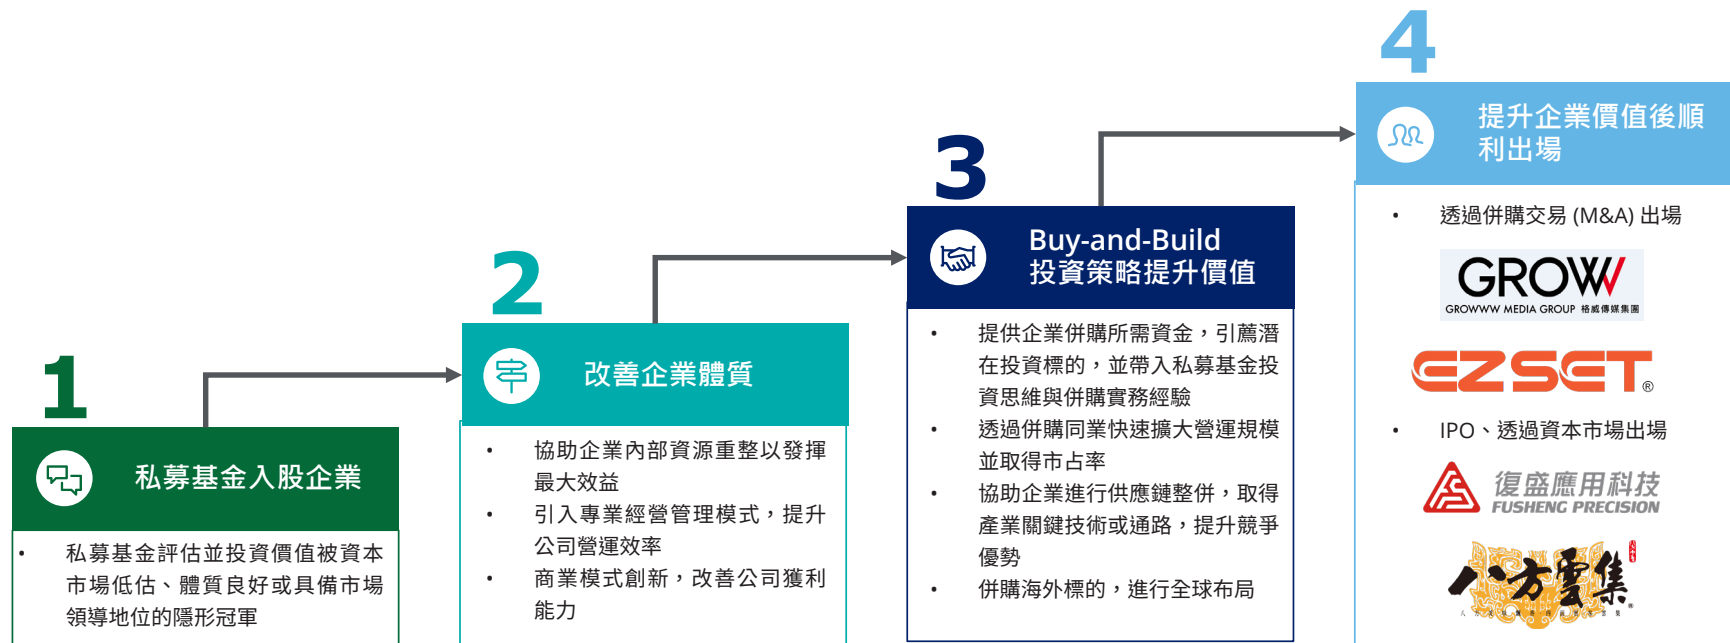 1
私募基金入股企業
• 私募基金評估並投資價值被資本
市場低估、體質良好或具備市場
領導地位的隱形冠軍
2
改善企業體質
• 協助企業內部資源重整以發揮
最大效益
• 引入專業經營管理模式，提升
公司營運效率
• 商業模式創新，改善公司獲利
能力
3
Buy-and-Build
投資策略提升價值
• 提供企業併購所需資金，引薦潛
在投資標的，並帶入私募基金投
資思維與併購實務經驗
• 透過併購同業快速擴大營運規模
並取得市占率
• 協助企業進行供應鏈整併，取得
產業關鍵技術或通路，提升競爭
優勢
• 併購海外標的，進行全球布局
4
提升企業價值後順
利出場
• 透過併購交易 (M&A) 出場
GROWW
GROWWW MEDIA GROUP 格威傳媒集團
EZSET®
• IPO、透過資本市場出場
復盛應用科技
FUSHENG PRECISION
八方雲集